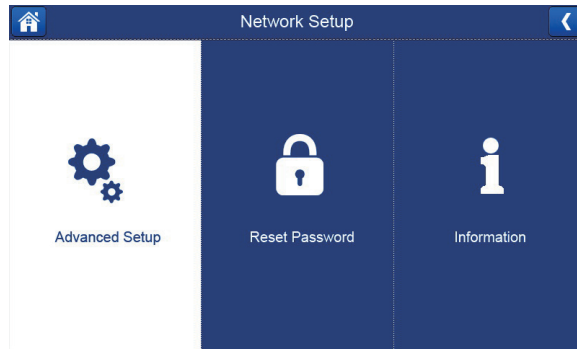 Network Setup
Advanced Setup
Reset Password
Information